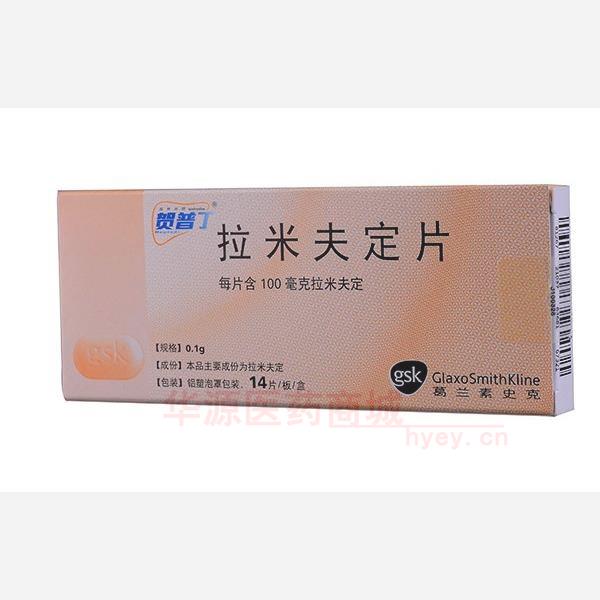 贺普丁®
拉米夫定片
每片含 100 毫克拉米夫定
gsk
【规格】0.1g
【成份】本品主要成份为拉米夫定
【包装】铝塑泡罩包装，14片/板/盒
gsk GlaxoSmithKline
葛兰素史克
华源医药商城
hyey.cn